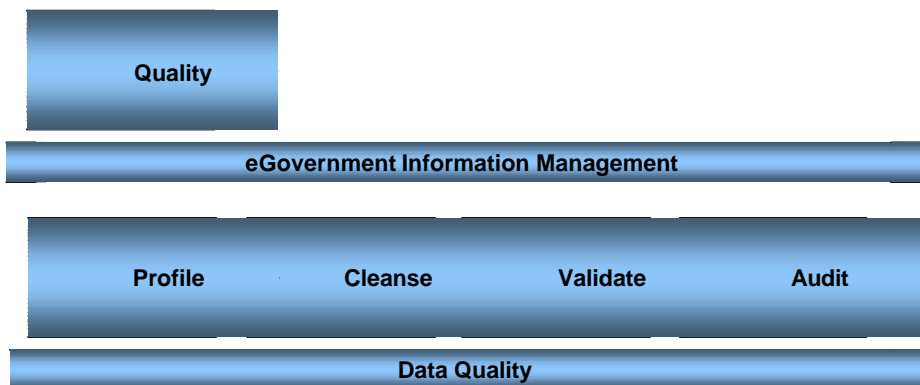 Quality
eGovernment Information Management
Profile Cleanse Validate Audit
Data Quality